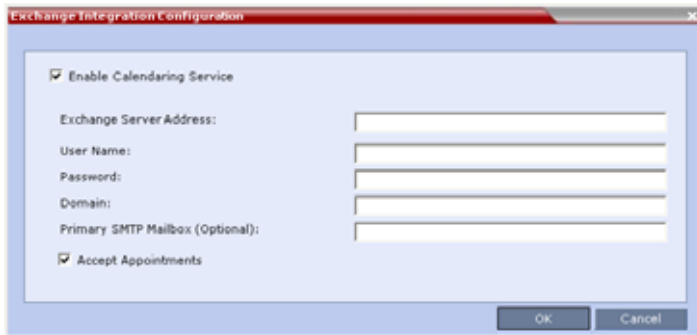 Exchange Integration Configuration
Enable Calendaring Service
Exchange Server Address:
User Name:
Password:
Domain:
Primary SMTP Mailbox (Optional):
Accept Appointments
OK Cancel